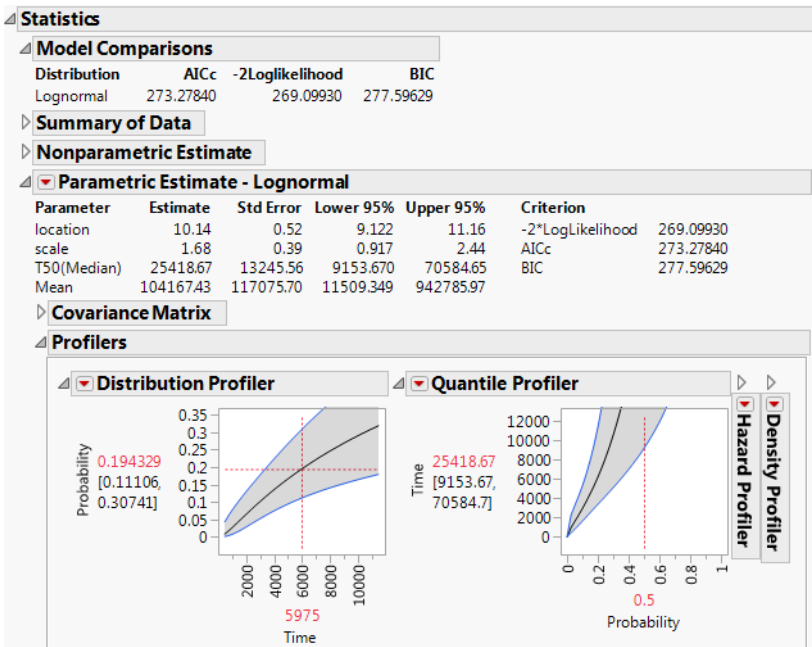 Statistics
Model Comparisons
Distribution AICc -2Loglikelihood BIC
Lognormal 273.27840 269.09930 277.59629
Summary of Data
Nonparametric Estimate
Parametric Estimate - Lognormal
Parameter Estimate Std Error Lower 95% Upper 95% Criterion
location 10.14 0.52 9.122 11.16 -2*LogLikelihood 269.09930
scale 1.68 0.39 0.917 2.44 AICc 273.27840
T50(Median) 25418.67 13245.56 9153.670 70584.65 BIC 277.59629
Mean 104167.43 117075.70 11509.349 942785.97
Covariance Matrix
Profilers
Distribution Profiler
Probability
0.194329
[0.11106,
0.30741]
0.35
0.3
0.25
0.2
0.15
0.1
0.05
0
2000
4000
6000
8000
10000
5975
Time
Quantile Profiler
Time
25418.67
[9153.67,
70584.7]
12000
10000
8000
6000
4000
2000
0
0
0.2
0.4
0.6
0.8
1
0.5
Probability
Hazard Profiler
Density Profiler